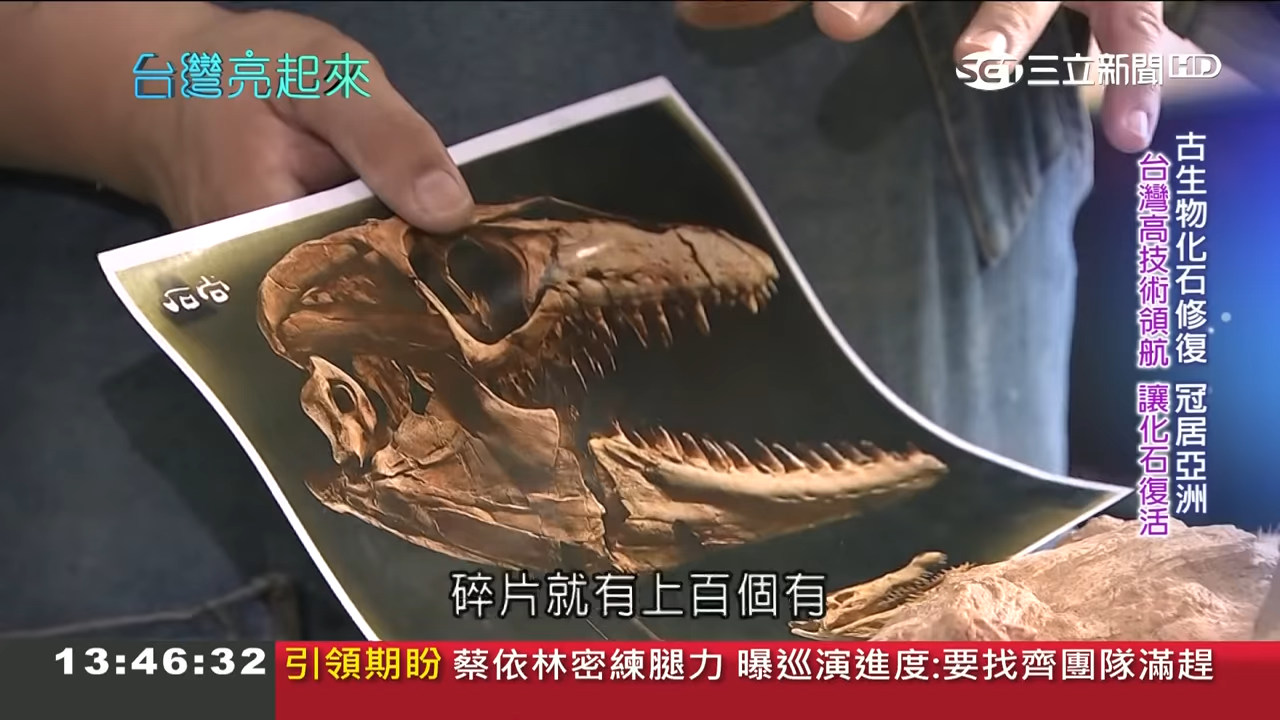 台灣亮起來
SET三立新聞HD
古生物化石修復 冠居亞洲
台灣高技術領航 讓化石復活
碎片就有上百個有
13:46:32
引領期盼 蔡依林密練腿力 曝巡演進度:要找齊團隊滿趕